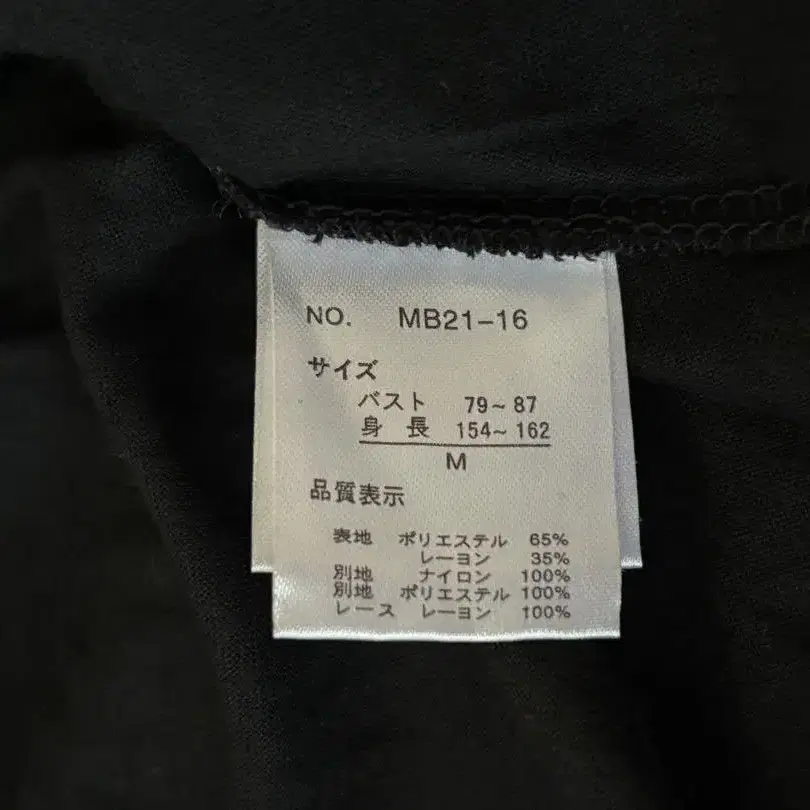 NO. MB21-16
サイズ
バスト 79~87
身長 154~162
M
品質表示
表地 ポリエステル 65%
レーヨン 35%
別地 ナイロン 100%
別地 ポリエステル 100%
レース レーヨン 100%